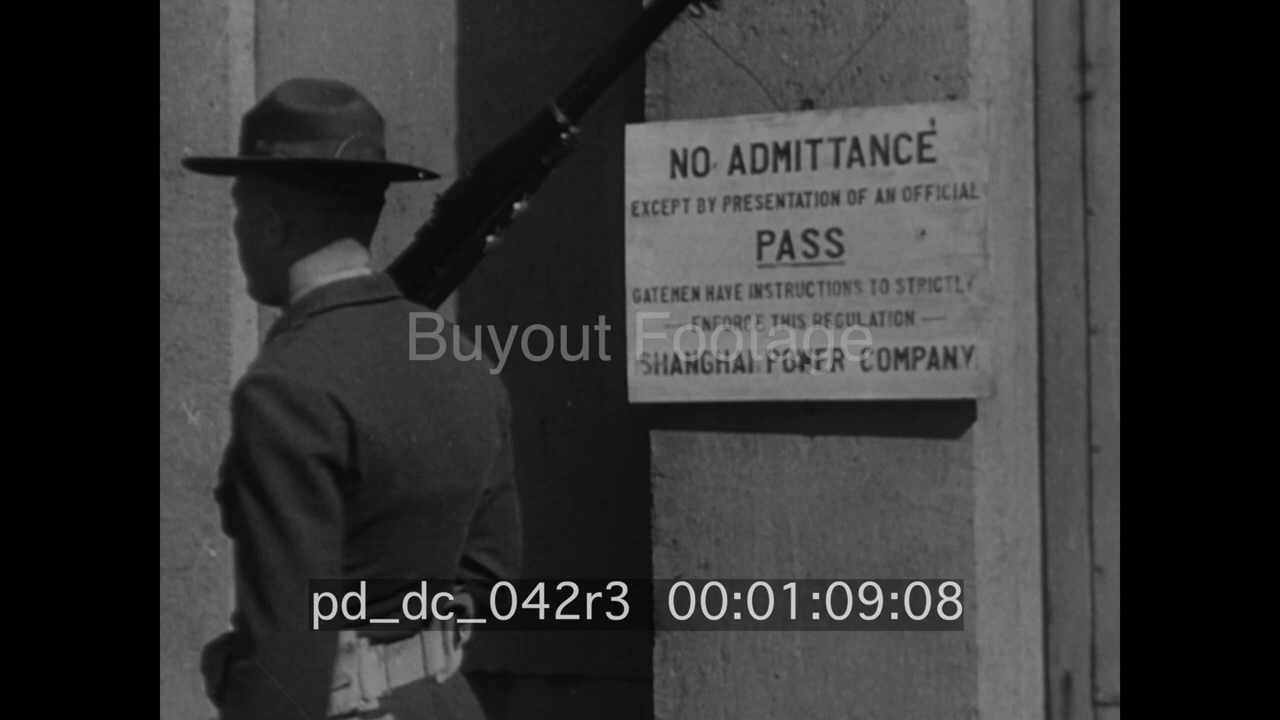 NO ADMITTANCE
EXCEPT BY PRESENTATION OF AN OFFICIAL
PASS
GATEMEN HAVE INSTRUCTIONS TO STRICTLY
— ENFORCE THIS REGULATION —
SHANGHAI POWER COMPANY
Buyout Footage
pd_dc_042r3 00:01:09:08